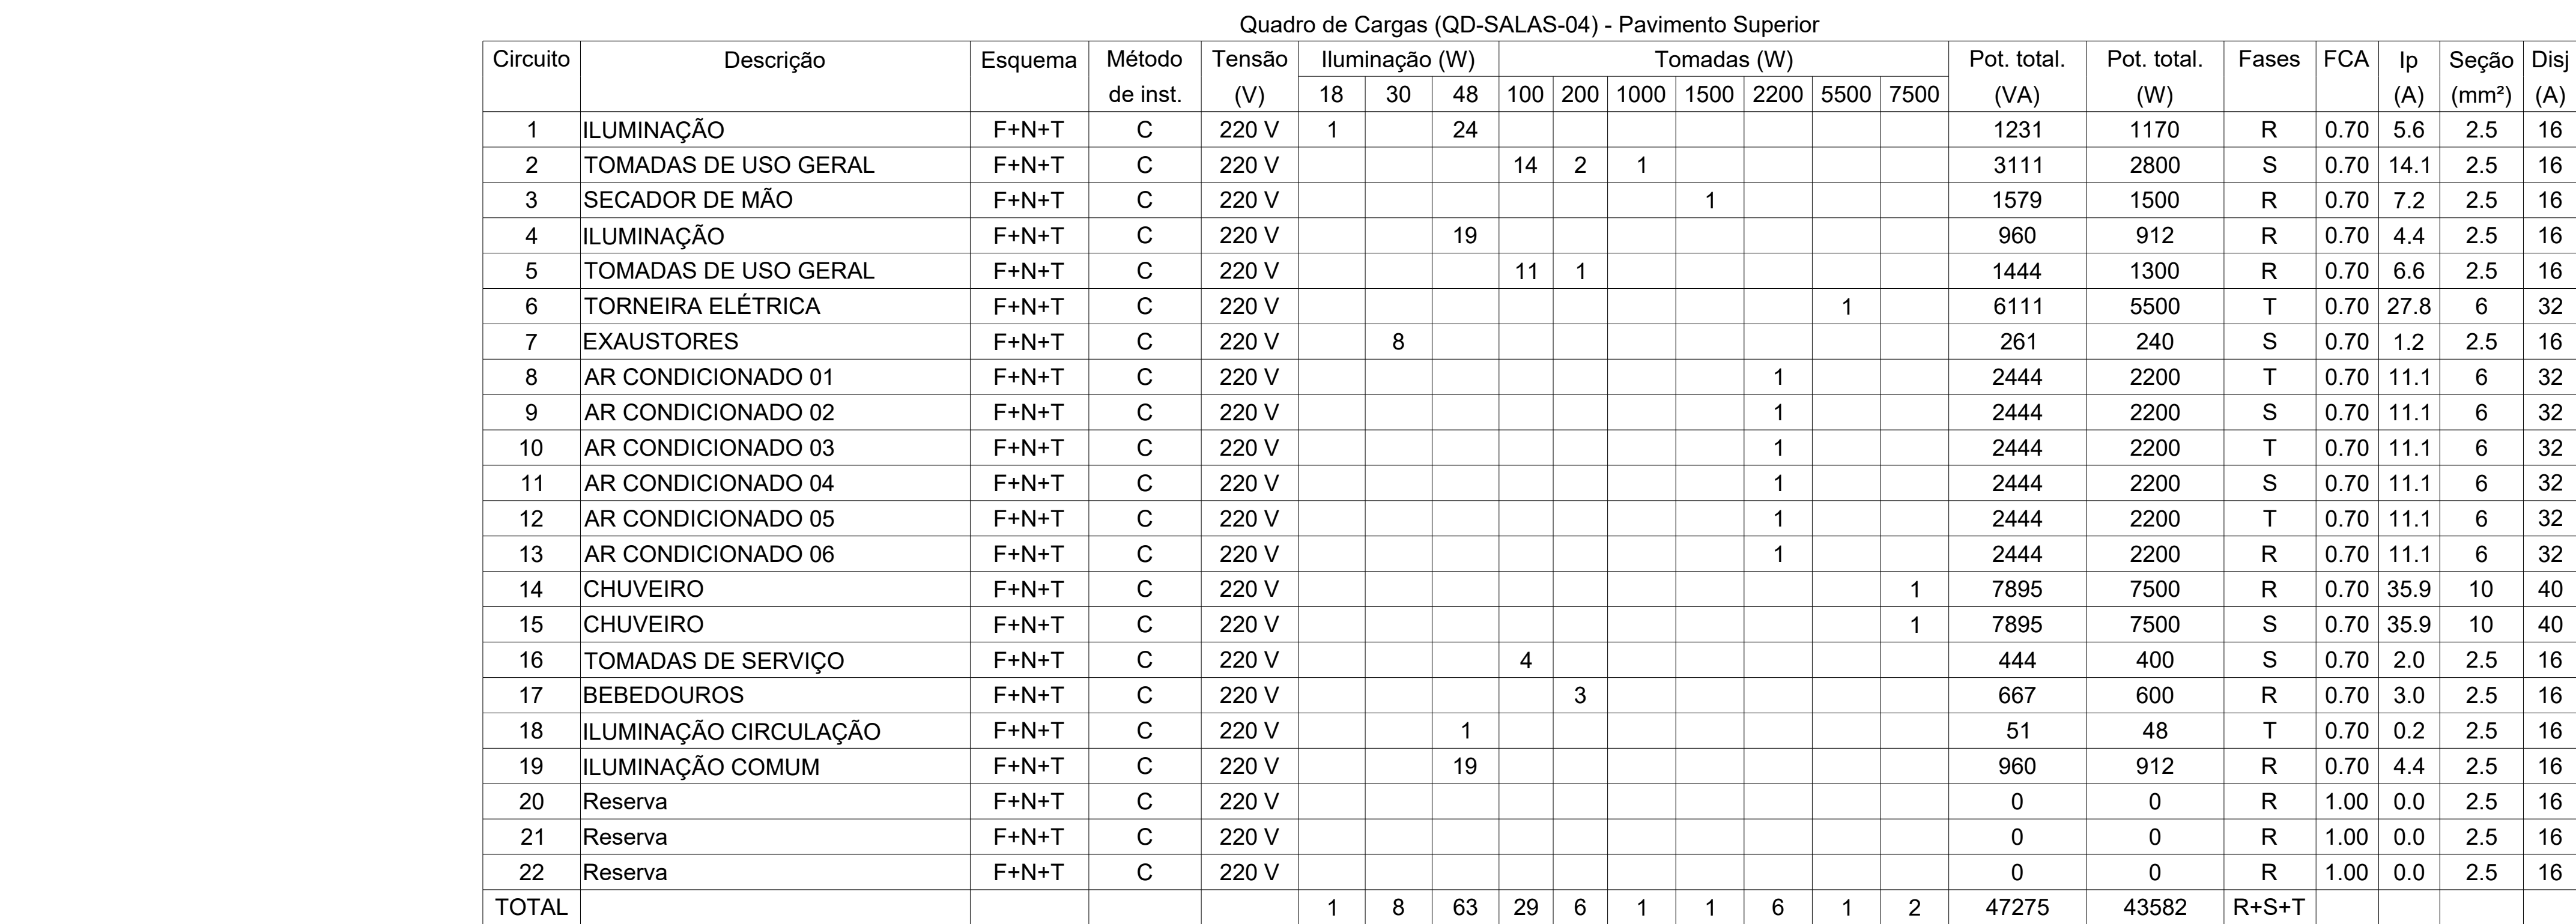 Quadro de Cargas (QD-SALAS-04) - Pavimento Superior
Circuito Descrição Esquema Método Tensão Iluminação (W) Tomadas (W) Pot. total. Pot. total. Fases FCA Ip Seção Disj
de inst. (V) 18 30 48 100 200 1000 1500 2200 5500 7500 (VA) (W) (A) (mm²) (A)
1 ILUMINAÇÃO F+N+T C 220 V 1 24 1231 1170 R 0.70 5.6 2.5 16
2 TOMADAS DE USO GERAL F+N+T C 220 V 14 2 1 3111 2800 S 0.70 14.1 2.5 16
3 SECADOR DE MÃO F+N+T C 220 V 1 1579 1500 R 0.70 7.2 2.5 16
4 ILUMINAÇÃO F+N+T C 220 V 19 960 912 R 0.70 4.4 2.5 16
5 TOMADAS DE USO GERAL F+N+T C 220 V 11 1 1444 1300 R 0.70 6.6 2.5 16
6 TORNEIRA ELÉTRICA F+N+T C 220 V 1 6111 5500 T 0.70 27.8 6 32
7 EXAUSTORES F+N+T C 220 V 8 261 240 S 0.70 1.2 2.5 16
8 AR CONDICIONADO 01 F+N+T C 220 V 1 2444 2200 T 0.70 11.1 6 32
9 AR CONDICIONADO 02 F+N+T C 220 V 1 2444 2200 S 0.70 11.1 6 32
10 AR CONDICIONADO 03 F+N+T C 220 V 1 2444 2200 T 0.70 11.1 6 32
11 AR CONDICIONADO 04 F+N+T C 220 V 1 2444 2200 S 0.70 11.1 6 32
12 AR CONDICIONADO 05 F+N+T C 220 V 1 2444 2200 T 0.70 11.1 6 32
13 AR CONDICIONADO 06 F+N+T C 220 V 1 2444 2200 R 0.70 11.1 6 32
14 CHUVEIRO F+N+T C 220 V 1 7895 7500 R 0.70 35.9 10 40
15 CHUVEIRO F+N+T C 220 V 1 7895 7500 S 0.70 35.9 10 40
16 TOMADAS DE SERVIÇO F+N+T C 220 V 4 444 400 S 0.70 2.0 2.5 16
17 BEBEDOUROS F+N+T C 220 V 3 667 600 R 0.70 3.0 2.5 16
18 ILUMINAÇÃO CIRCULAÇÃO F+N+T C 220 V 1 51 48 T 0.70 0.2 2.5 16
19 ILUMINAÇÃO COMUM F+N+T C 220 V 19 960 912 R 0.70 4.4 2.5 16
20 Reserva F+N+T C 220 V 0 0 R 1.00 0.0 2.5 16
21 Reserva F+N+T C 220 V 0 0 R 1.00 0.0 2.5 16
22 Reserva F+N+T C 220 V 0 0 R 1.00 0.0 2.5 16
TOTAL 1 8 63 29 6 1 1 6 1 2 47275 43582 R+S+T